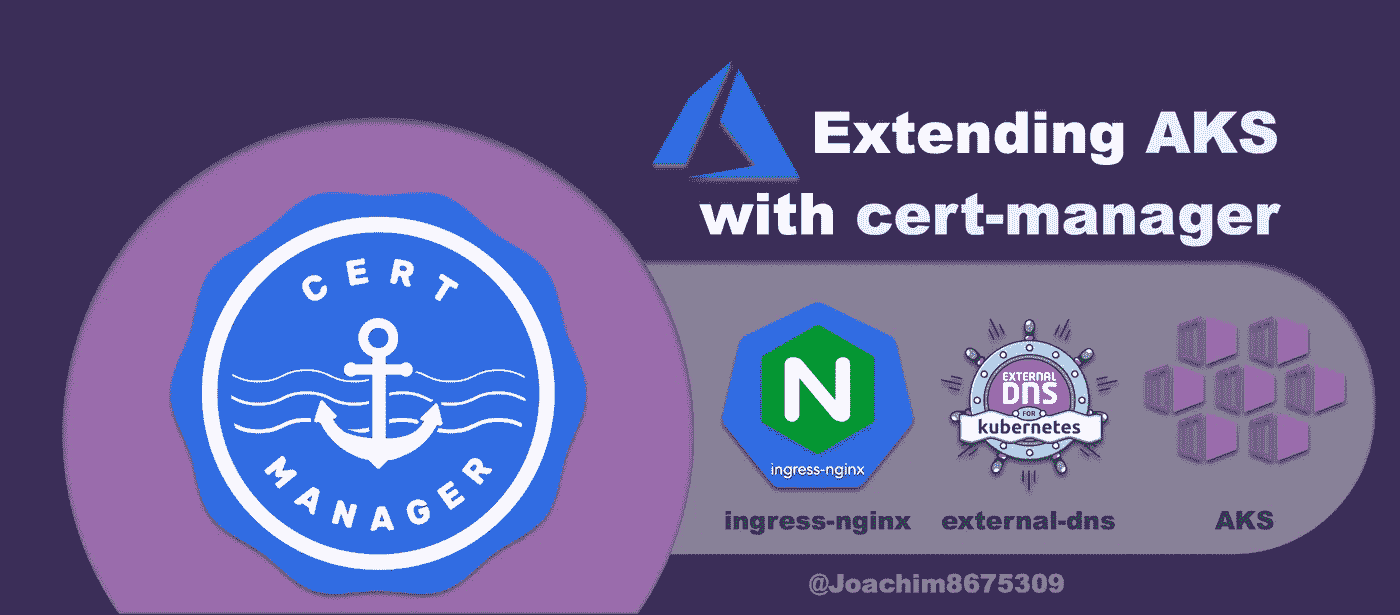 Extending AKS
with cert-manager
CERT
MANAGER
EXTERNAL
DNS
FOR
kubernetes
N
ingress-nginx
ingress-nginx
external-dns
AKS
@Joachim8675309